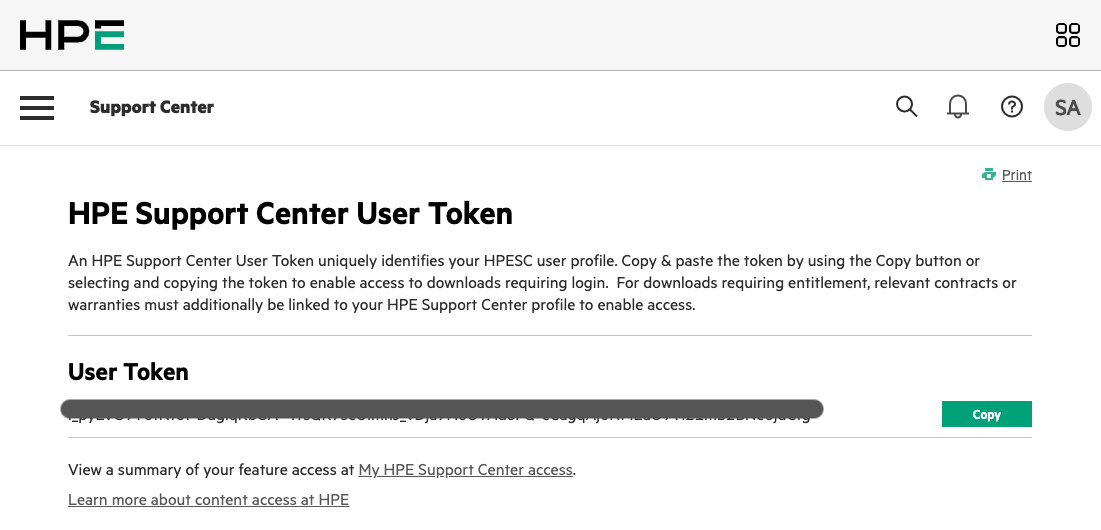 HPE
Support Center
SA
Print
HPE Support Center User Token
An HPE Support Center User Token uniquely identifies your HPESC user profile. Copy & paste the token by using the Copy button or
selecting and copying the token to enable access to downloads requiring login.  For downloads requiring entitlement, relevant contracts or
warranties must additionally be linked to your HPE Support Center profile to enable access.
User Token
Copy
View a summary of your feature access at My HPE Support Center access.
Learn more about content access at HPE